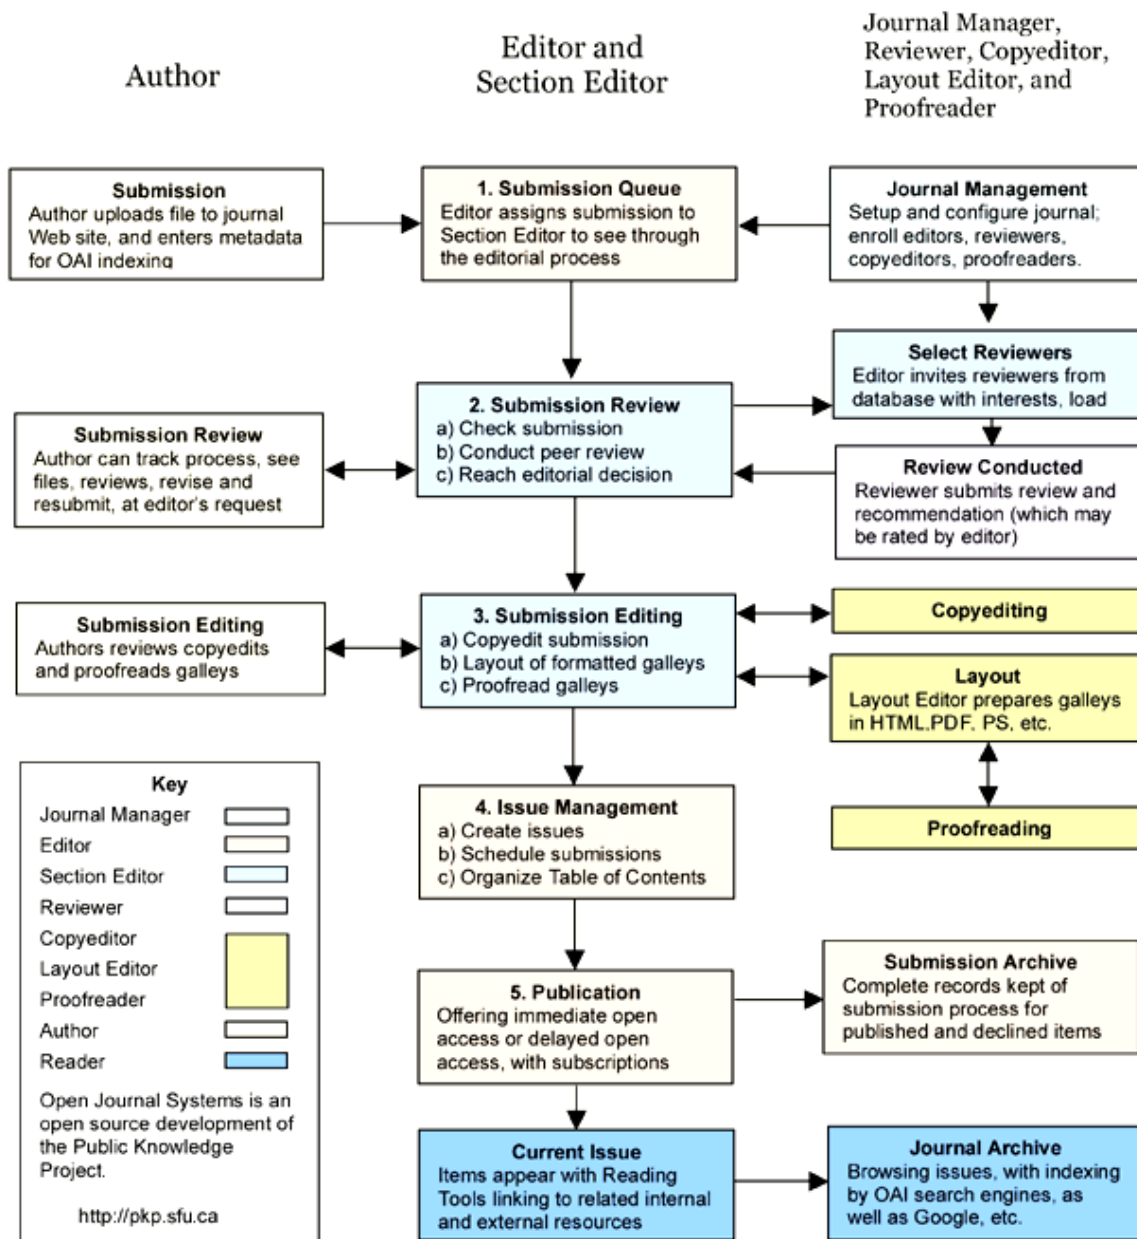 Author
Editor and
Section Editor
Journal Manager,
Reviewer, Copyeditor,
Layout Editor, and
Proofreader
Submission
Author uploads file to journal
Web site, and enters metadata
for OAI indexing
1. Submission Queue
Editor assigns submission to
Section Editor to see through
the editorial process
Journal Management
Setup and configure journal;
enroll editors, reviewers,
copyeditors, proofreaders.
Select Reviewers
Editor invites reviewers from
database with interests, load
2. Submission Review
a) Check submission
b) Conduct peer review
c) Reach editorial decision
Submission Review
Author can track process, see
files, reviews, revise and
resubmit, at editor's request
Review Conducted
Reviewer submits review and
recommendation (which may
be rated by editor)
Submission Editing
Authors reviews copyedits
and proofreads galleys
3. Submission Editing
a) Copyedit submission
b) Layout of formatted galleys
c) Proofread galleys
Copyediting
Layout
Layout Editor prepares galleys
in HTML,PDF, PS, etc.
Proofreading
4. Issue Management
a) Create issues
b) Schedule submissions
c) Organize Table of Contents
Key
Journal Manager
Editor
Section Editor
Reviewer
Copyeditor
Layout Editor
Proofreader
Author
Reader
Open Journal Systems is an
open source development of
the Public Knowledge
Project.
http://pkp.sfu.ca
5. Publication
Offering immediate open
access or delayed open
access, with subscriptions
Submission Archive
Complete records kept of
submission process for
published and declined items
Current Issue
Items appear with Reading
Tools linking to related internal
and external resources
Journal Archive
Browsing issues, with indexing
by OAI search engines, as
well as Google, etc.